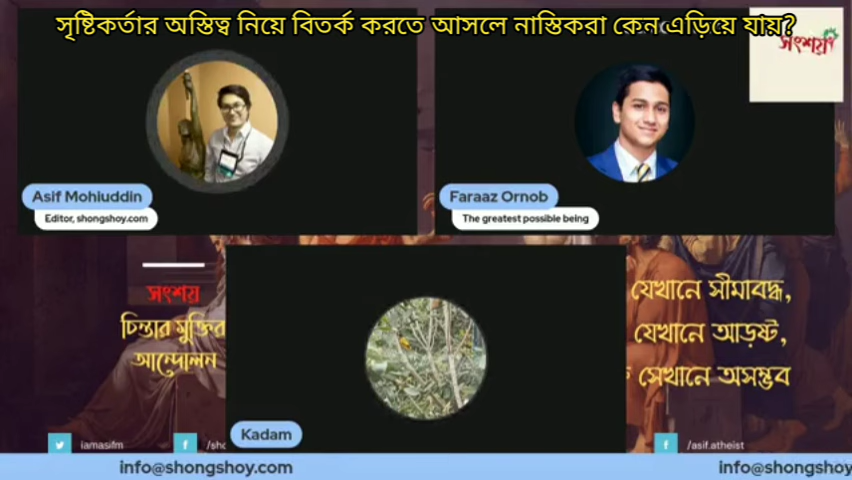 সৃষ্টিকর্তার অস্তিত্ব নিয়ে বিতর্ক করতে আসলে নাস্তিকরা কেন এড়িয়ে যায়?
সংশয়
Asif Mohiuddin
Editor, shongshoy.com
Faraaz Ornob
The greatest possible being
সংশয়
চিন্তার মুক্তির
আন্দোলন
যেখানে সীমাবদ্ধ,
যেখানে আড়ষ্ট,
সেখানে অসম্ভব
Kadam
iamasifm
/sho
/asif.atheist
info@shongshoy.com
info@shongshoy